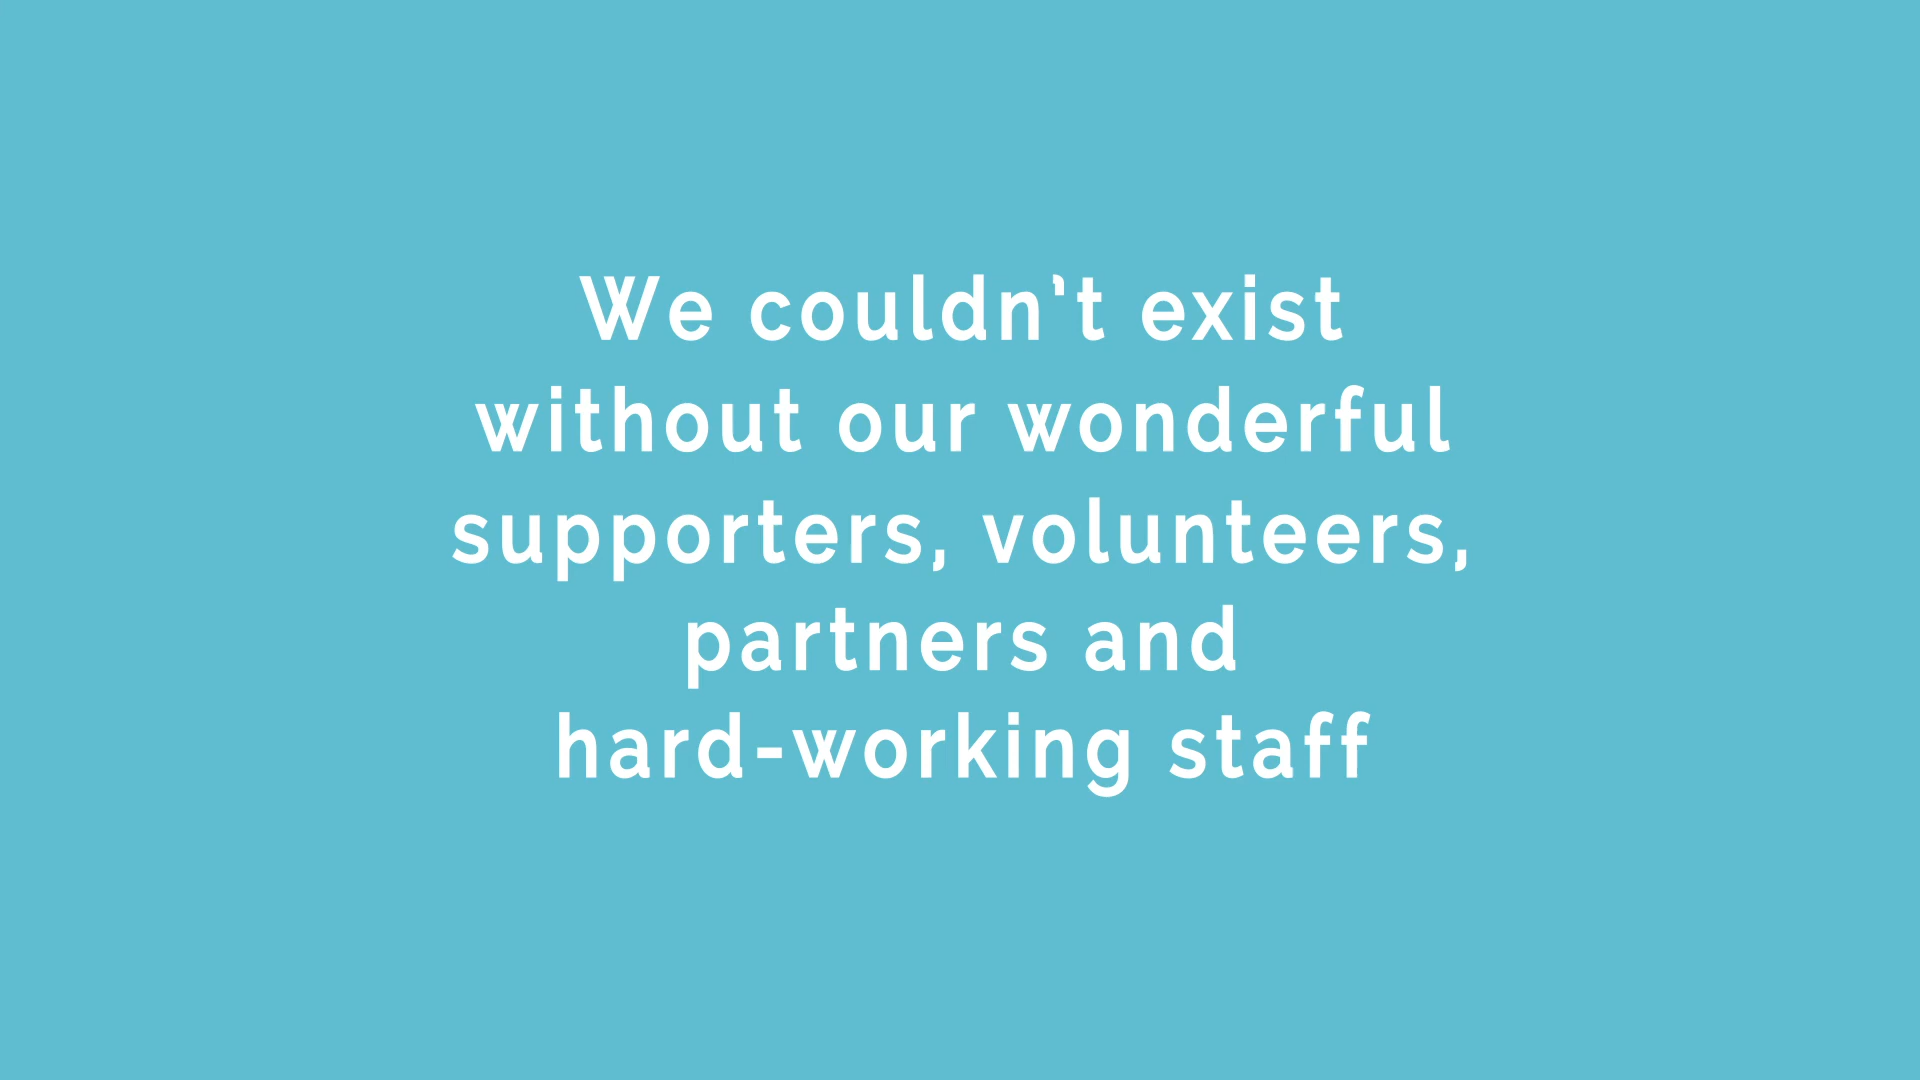 We couldn't exist
without our wonderful
supporters, volunteers,
partners and
hard-working staff